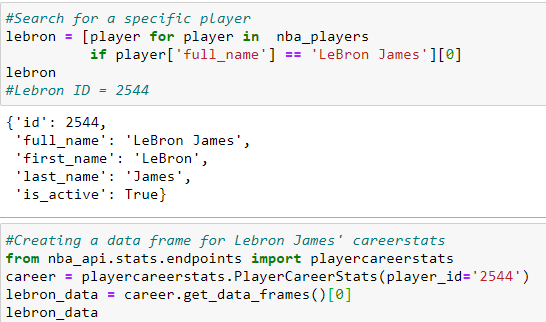 #Search for a specific player
lebron = [player for player in  nba_players
          if player['full_name'] == 'LeBron James'][0]
lebron
#Lebron ID = 2544
{'id': 2544,
 'full_name': 'LeBron James',
 'first_name': 'LeBron',
 'last_name': 'James',
 'is_active': True}
#Creating a data frame for Lebron James' careerstats
from nba_api.stats.endpoints import playercareerstats
career = playercareerstats.PlayerCareerStats(player_id='2544')
lebron_data = career.get_data_frames()[0]
lebron_data